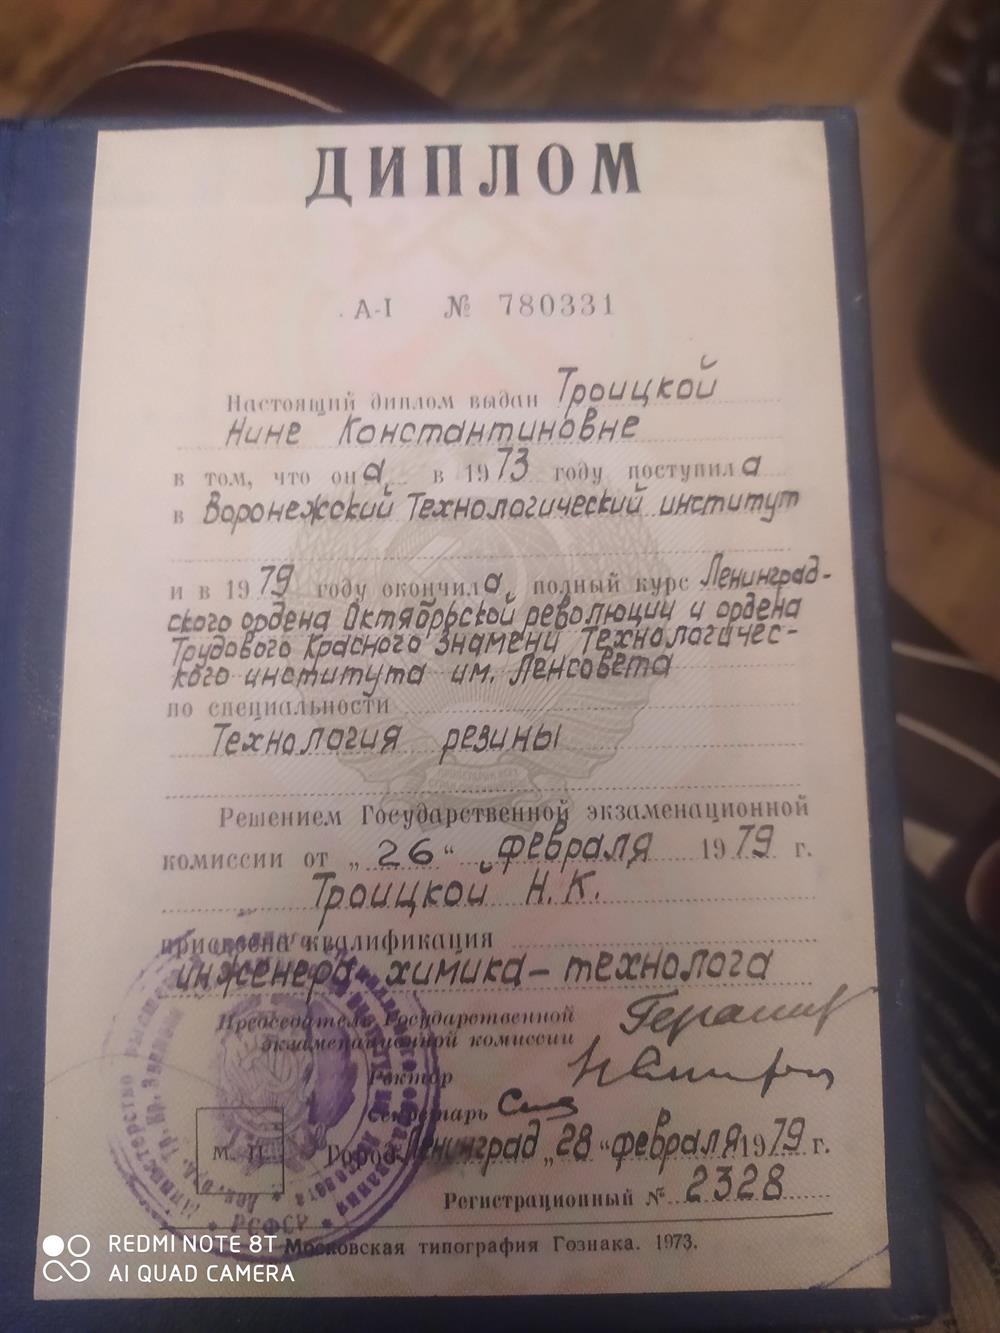 ДИПЛОМ
А-I № 780331
Настоящий диплом выдан Троицкой
Нине Константиновне
в том, что она в 1973 году поступила
в Воронежский Технологический институт
и в 1979 году окончила полный курс Ленинград-
ского ордена Октябрьской революции и ордена
Трудового Красного Знамени Технологичес-
кого института им. Ленсовета
по специальности
Технология резины
Решением Государственной экзаменационной
комиссии от „26“ февраля 1979 г.
Троицкой Н.К.
присвоена квалификация
инженера химика-технолога
Председатель Государственной
экзаменационной комиссии
Ректор
Секретарь
М. П. Город Ленинград „28“ февраля 1979 г.
Регистрационный № 2328
РСФСР
Московская типография Гознака. 1973.
REDMI NOTE 8T
AI QUAD CAMERA